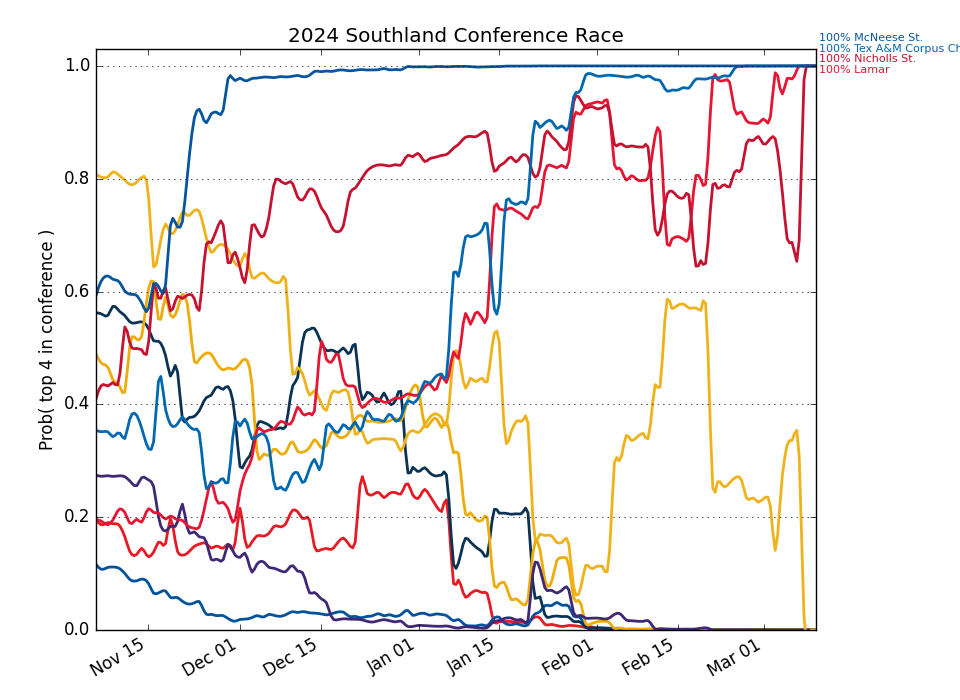 2024 Southland Conference Race
100% McNeese St.
100% Tex A&M Corpus Ch
100% Nicholls St.
100% Lamar
1.0
0.8
0.6
0.4
0.2
0.0
Prob( top 4 in conference )
Nov 15
Dec 01
Dec 15
Jan 01
Jan 15
Feb 01
Feb 15
Mar 01